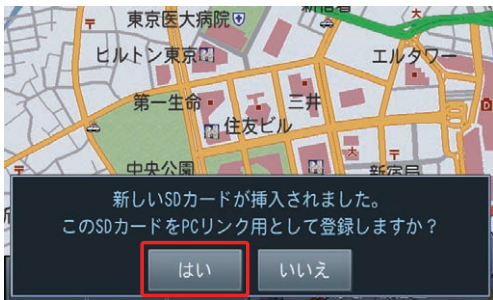 東京医大病院
ヒルトン東京
エルタワー
第一生命
三井
住友ビル
中央公園
新宿局
新しいSDカードが挿入されました。
このSDカードをPCリンク用として登録しますか？
はい
いいえ